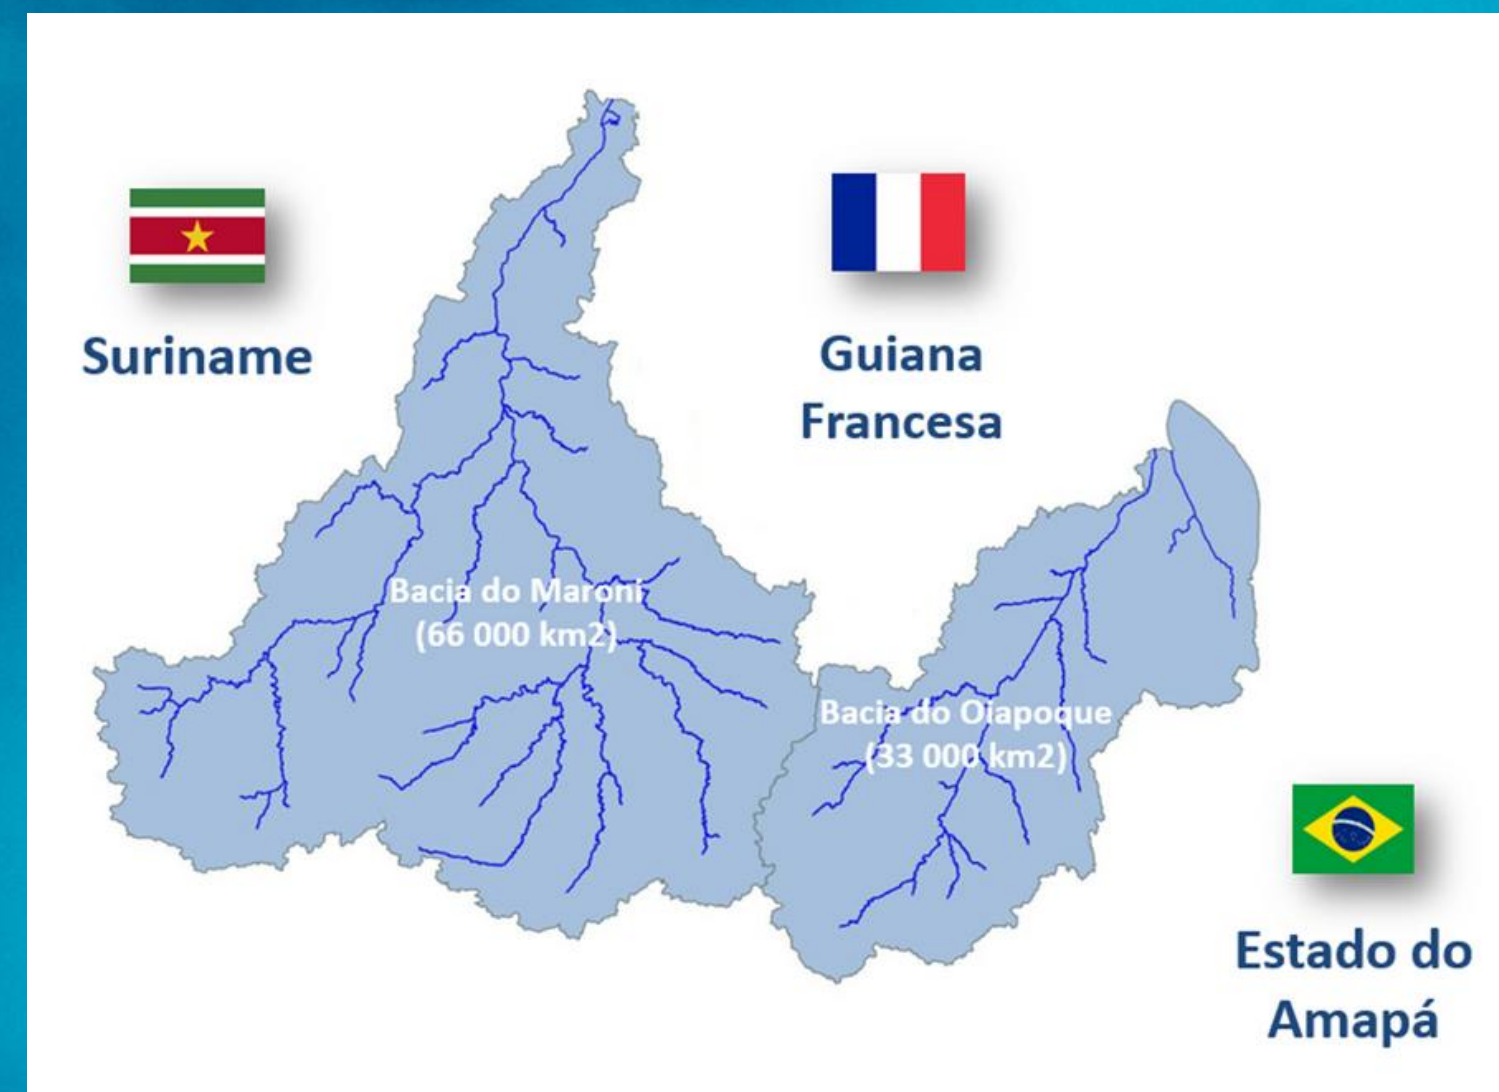 Suriname
Guiana
Francesa
Bacia do Maroni
(66 000 km2)
Bacia do Oiapoque
(33 000 km2)
Estado do
Amapá